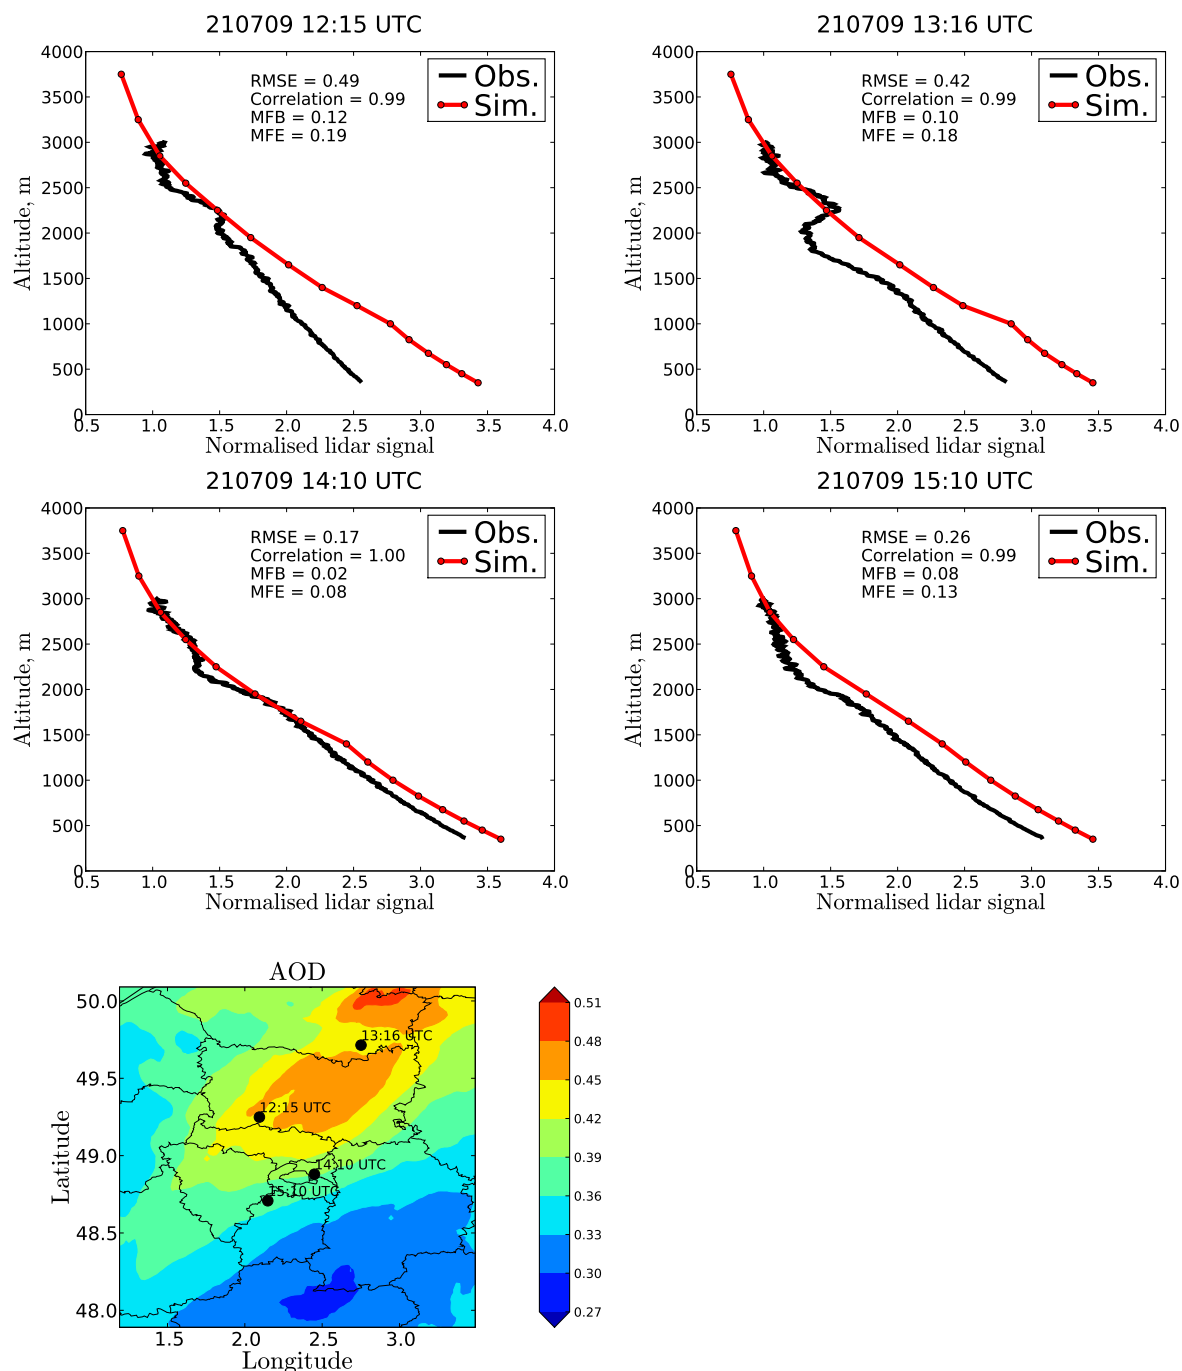 210709 12:15 UTC
RMSE = 0.49
Correlation = 0.99
MFB = 0.12
MFE = 0.19
Obs.
Sim.
4000
3500
3000
2500
2000
1500
1000
500
0
Altitude, m
0.5 1.0 1.5 2.0 2.5 3.0 3.5 4.0
Normalised lidar signal
210709 13:16 UTC
RMSE = 0.42
Correlation = 0.99
MFB = 0.10
MFE = 0.18
Obs.
Sim.
4000
3500
3000
2500
2000
1500
1000
500
0
Altitude, m
0.5 1.0 1.5 2.0 2.5 3.0 3.5 4.0
Normalised lidar signal
210709 14:10 UTC
RMSE = 0.17
Correlation = 1.00
MFB = 0.02
MFE = 0.08
Obs.
Sim.
4000
3500
3000
2500
2000
1500
1000
500
0
Altitude, m
0.5 1.0 1.5 2.0 2.5 3.0 3.5 4.0
Normalised lidar signal
210709 15:10 UTC
RMSE = 0.26
Correlation = 0.99
MFB = 0.08
MFE = 0.13
Obs.
Sim.
4000
3500
3000
2500
2000
1500
1000
500
0
Altitude, m
0.5 1.0 1.5 2.0 2.5 3.0 3.5 4.0
Normalised lidar signal
AOD
50.0
49.5
49.0
48.5
48.0
Latitude
13:16 UTC
12:15 UTC
14:10 UTC
15:10 UTC
1.5 2.0 2.5 3.0
Longitude
0.51
0.48
0.45
0.42
0.39
0.36
0.33
0.30
0.27